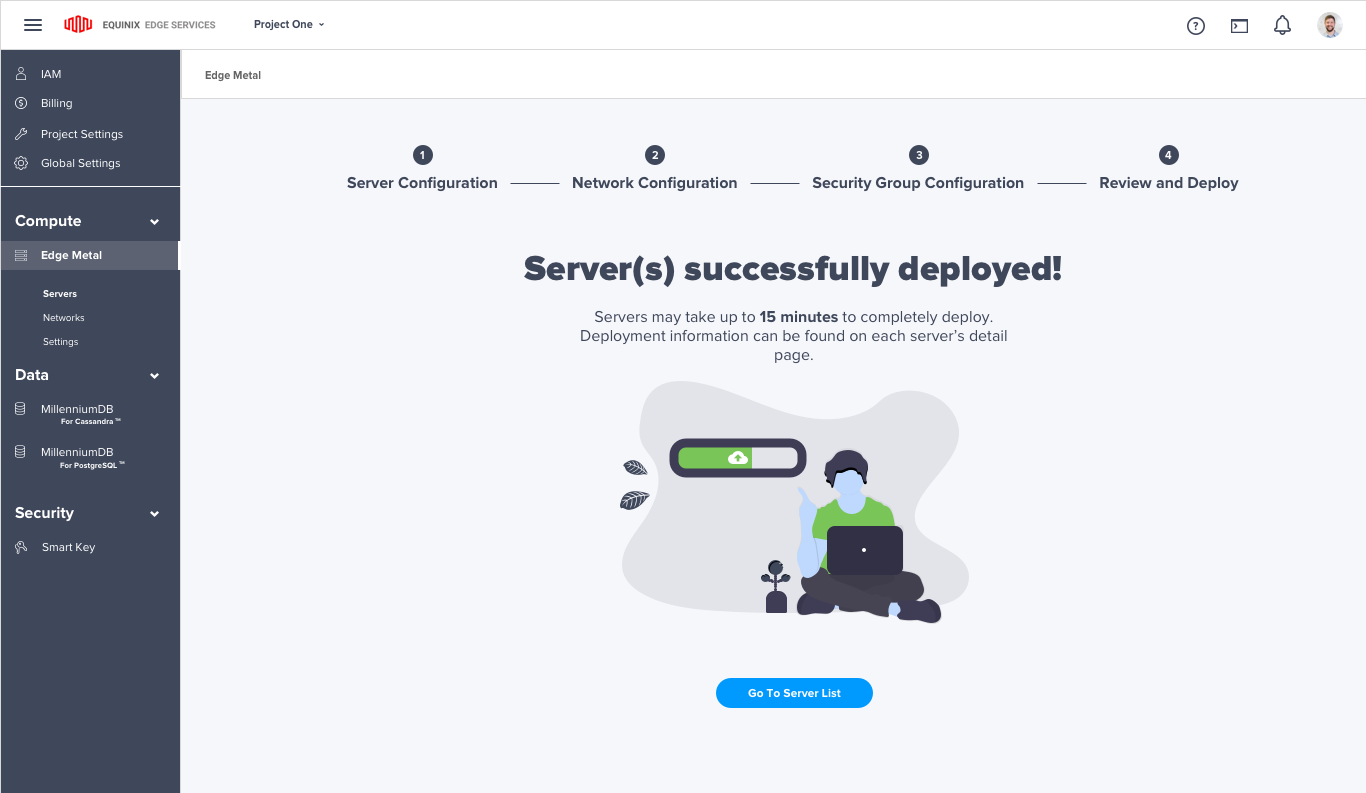 EQUINIX EDGE SERVICES
Project One
?
IAM
Billing
Project Settings
Global Settings
Compute
Edge Metal
Servers
Networks
Settings
Data
MillenniumDB
For Cassandra ™
MillenniumDB
For PostgreSQL ™
Security
Smart Key
Edge Metal
1 2 3 4
Server Configuration Network Configuration Security Group Configuration Review and Deploy
Server(s) successfully deployed!
Servers may take up to 15 minutes to completely deploy.
Deployment information can be found on each server’s detail
page.
Go To Server List